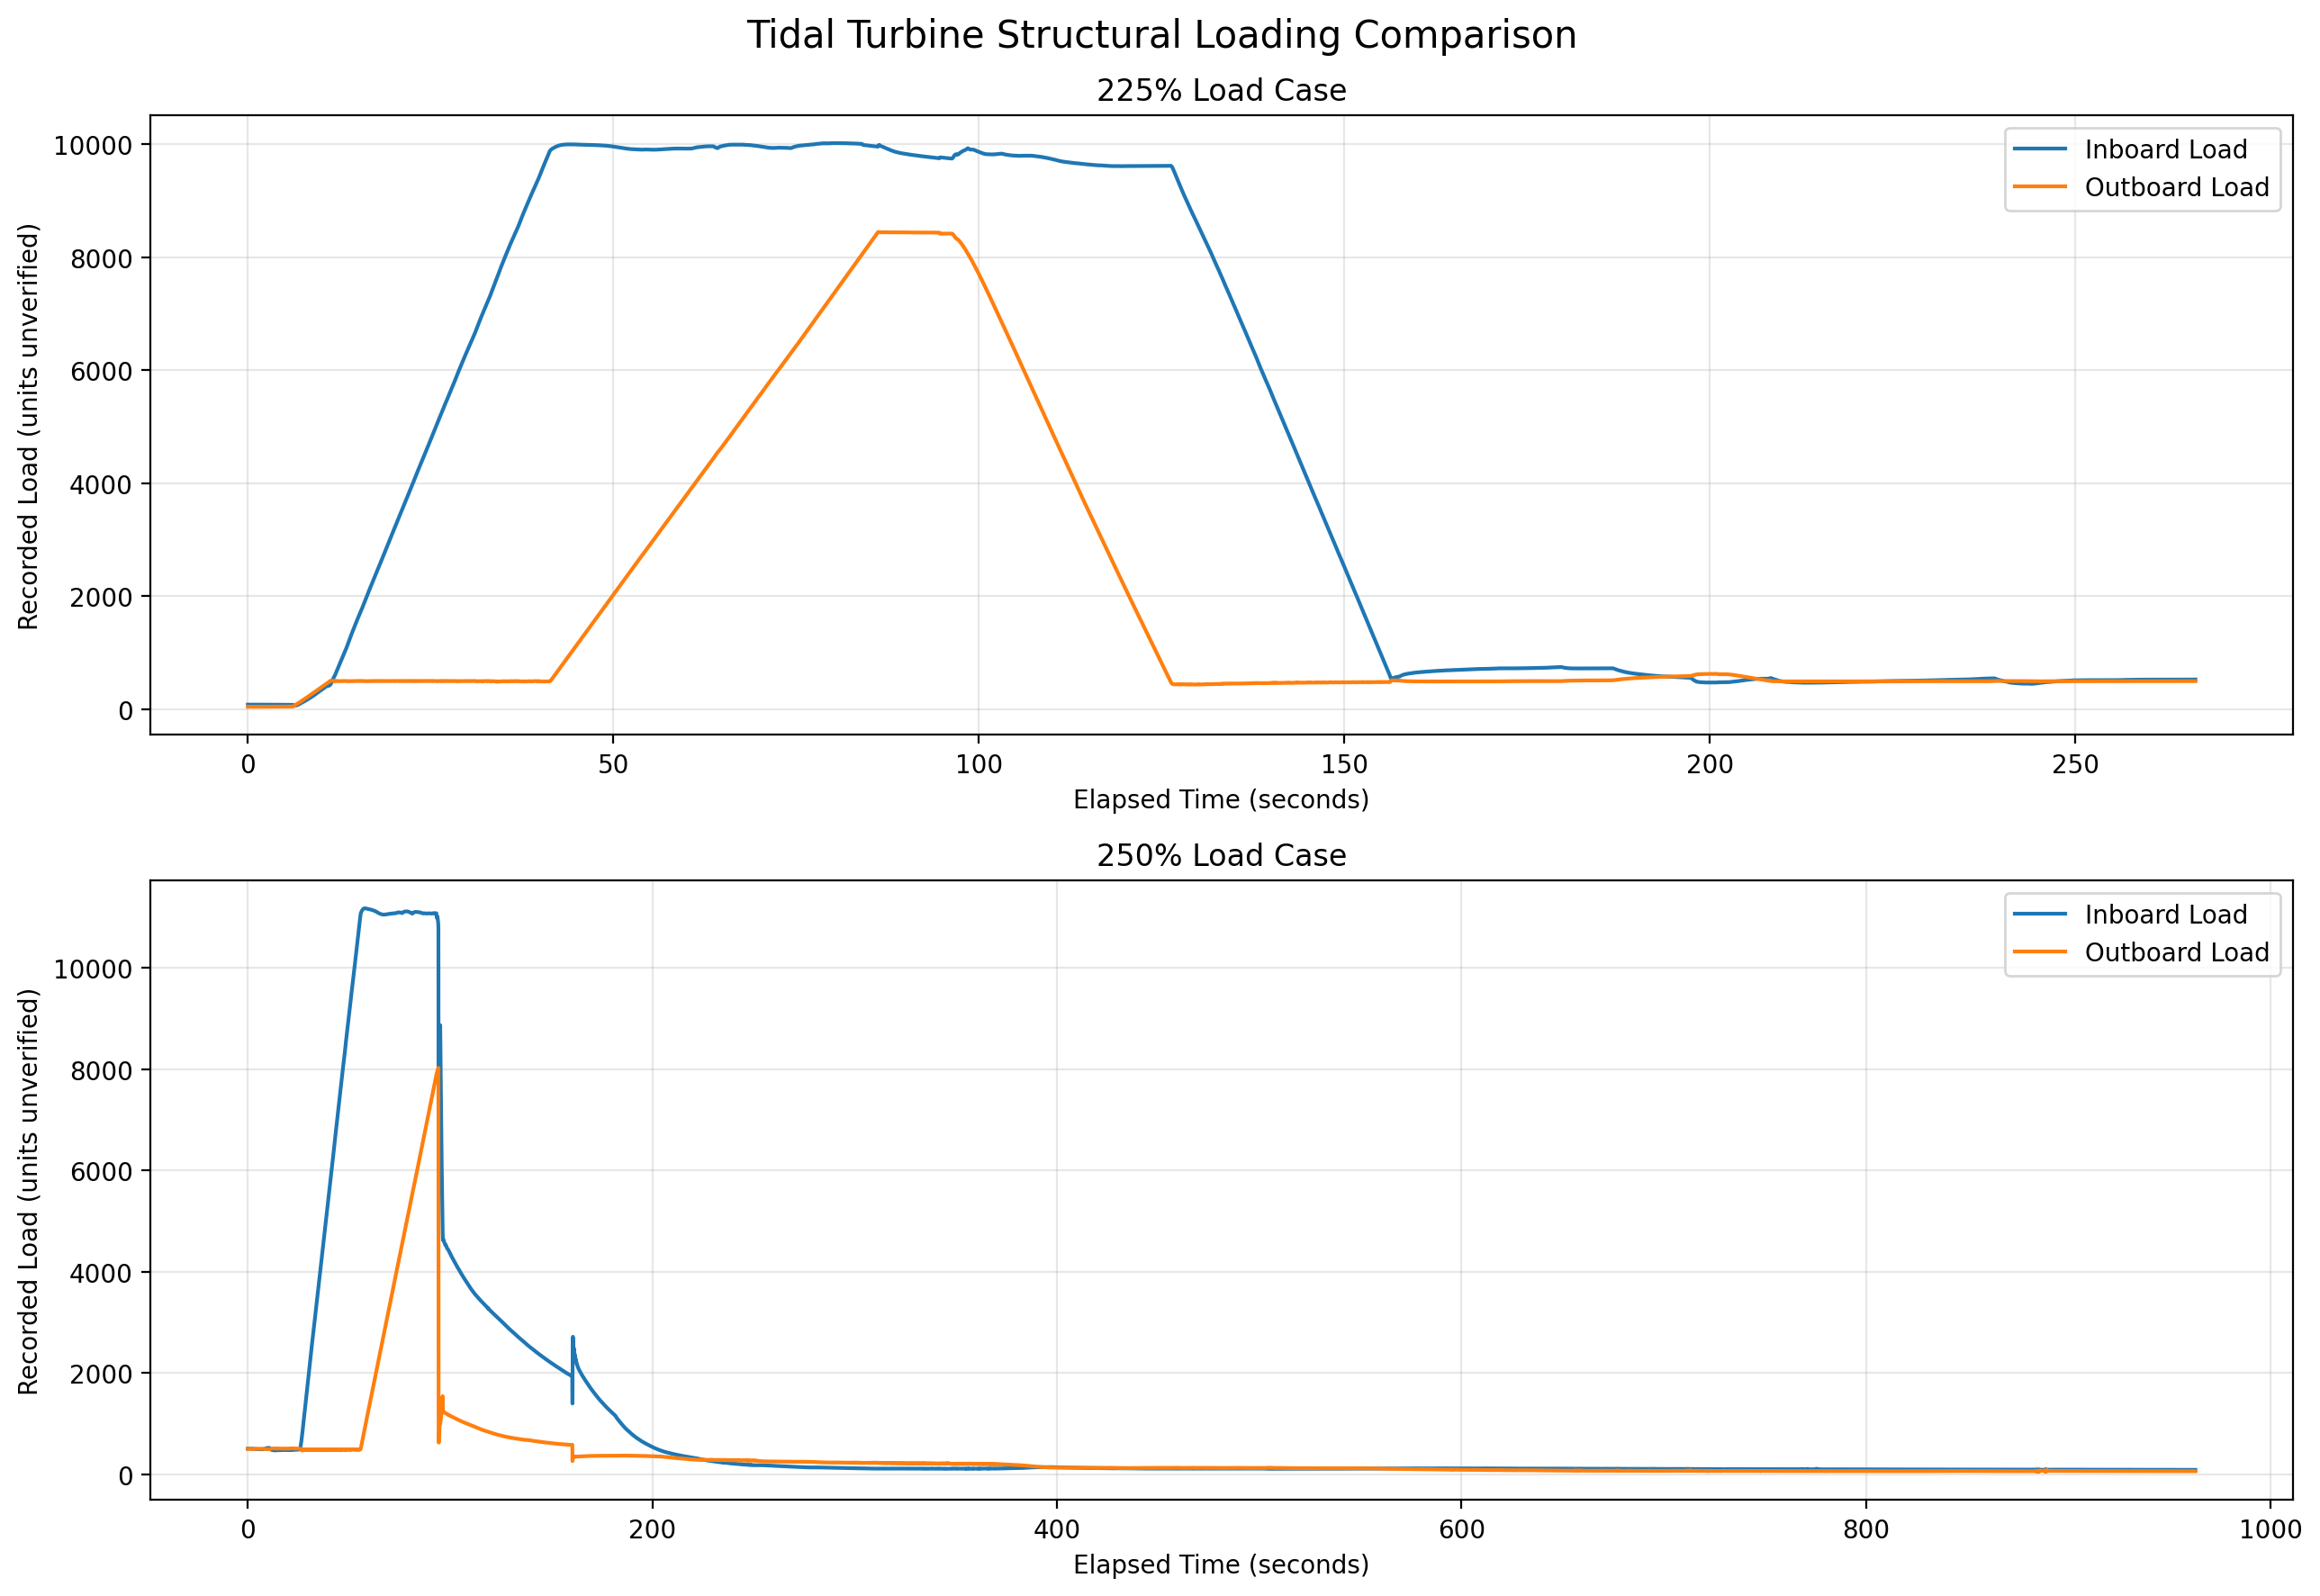 Tidal Turbine Structural Loading Comparison
225% Load Case
Recorded Load (units unverified)
10000
8000
6000
4000
2000
0
Inboard Load
Outboard Load
0 50 100 150 200 250
Elapsed Time (seconds)
250% Load Case
Recorded Load (units unverified)
10000
8000
6000
4000
2000
0
Inboard Load
Outboard Load
0 200 400 600 800 1000
Elapsed Time (seconds)